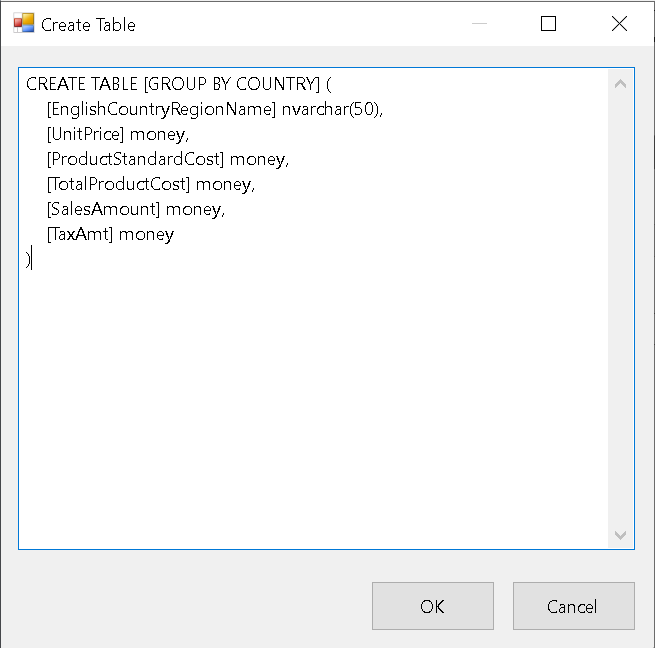 Create Table
CREATE TABLE [GROUP BY COUNTRY] (
    [EnglishCountryRegionName] nvarchar(50),
    [UnitPrice] money,
    [ProductStandardCost] money,
    [TotalProductCost] money,
    [SalesAmount] money,
    [TaxAmt] money
)
OK
Cancel